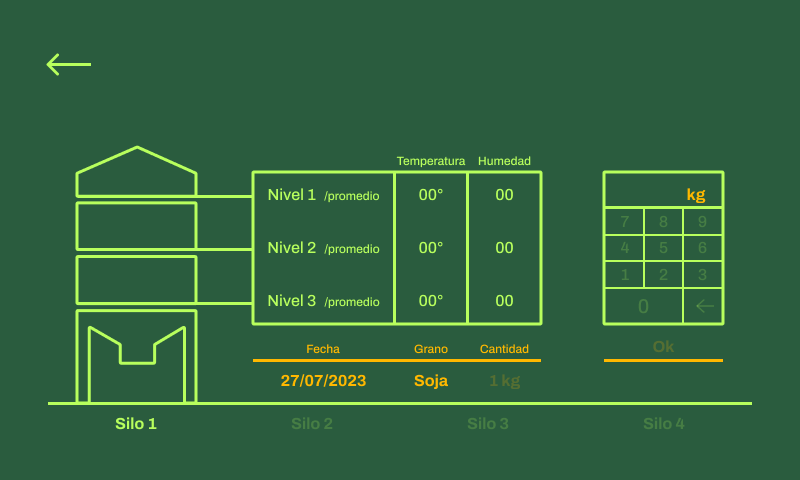 Temperatura Humedad
Nivel 1 /promedio 00° 00
Nivel 2 /promedio 00° 00
Nivel 3 /promedio 00° 00
kg
7 8 9
4 5 6
1 2 3
0
Ok
Fecha Grano Cantidad
27/07/2023 Soja 1 kg
Silo 1 Silo 2 Silo 3 Silo 4